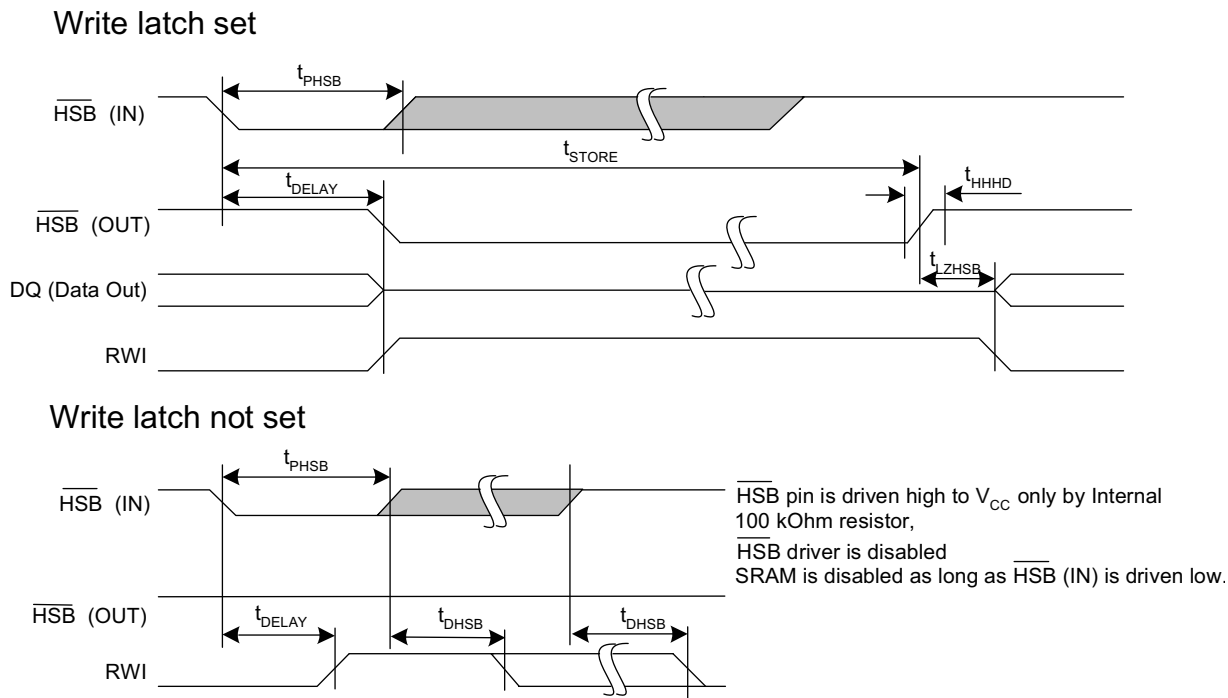 Write latch set
tPHSB
HSB (IN)
tSTORE
tDELAY
tHHHD
HSB (OUT)
tLZHSB
DQ (Data Out)
RWI
Write latch not set
tPHSB
HSB (IN)
HSB pin is driven high to VCC only by Internal
100 kOhm resistor,
HSB driver is disabled
SRAM is disabled as long as HSB (IN) is driven low.
HSB (OUT)
tDELAY
tDHSB
tDHSB
RWI